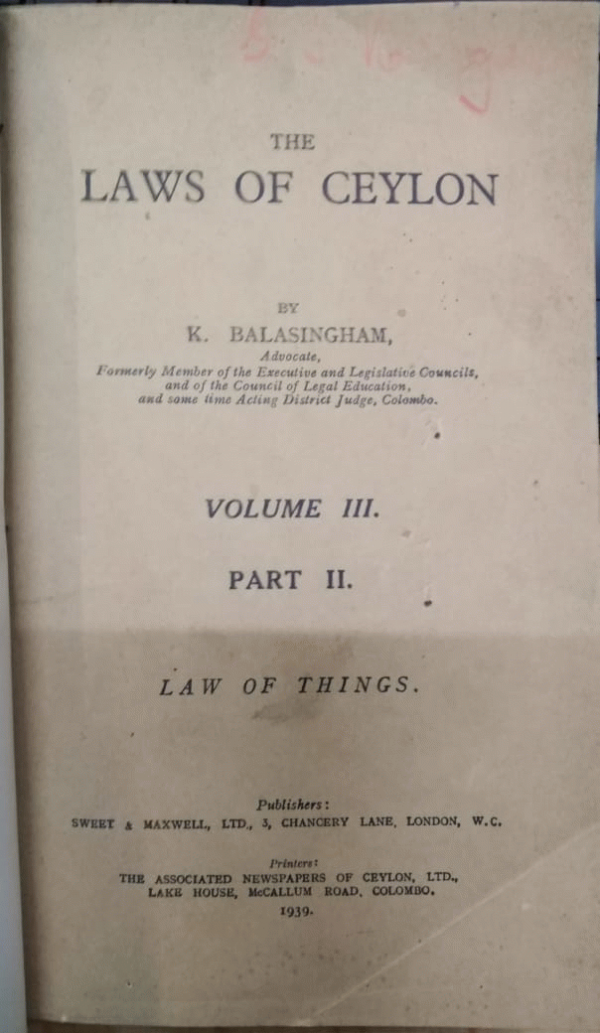 THE
LAWS OF CEYLON
BY
K. BALASINGHAM,
Advocate,
Formerly Member of the Executive and Legislative Councils,
and of the Council of Legal Education,
and some time Acting District Judge, Colombo.
VOLUME III.
PART II.
LAW OF THINGS.
Publishers:
SWEET & MAXWELL, LTD., 3, CHANCERY LANE, LONDON, W.C.
Printers:
THE ASSOCIATED NEWSPAPERS OF CEYLON, LTD.,
LAKE HOUSE, McCALLUM ROAD, COLOMBO.
1939.